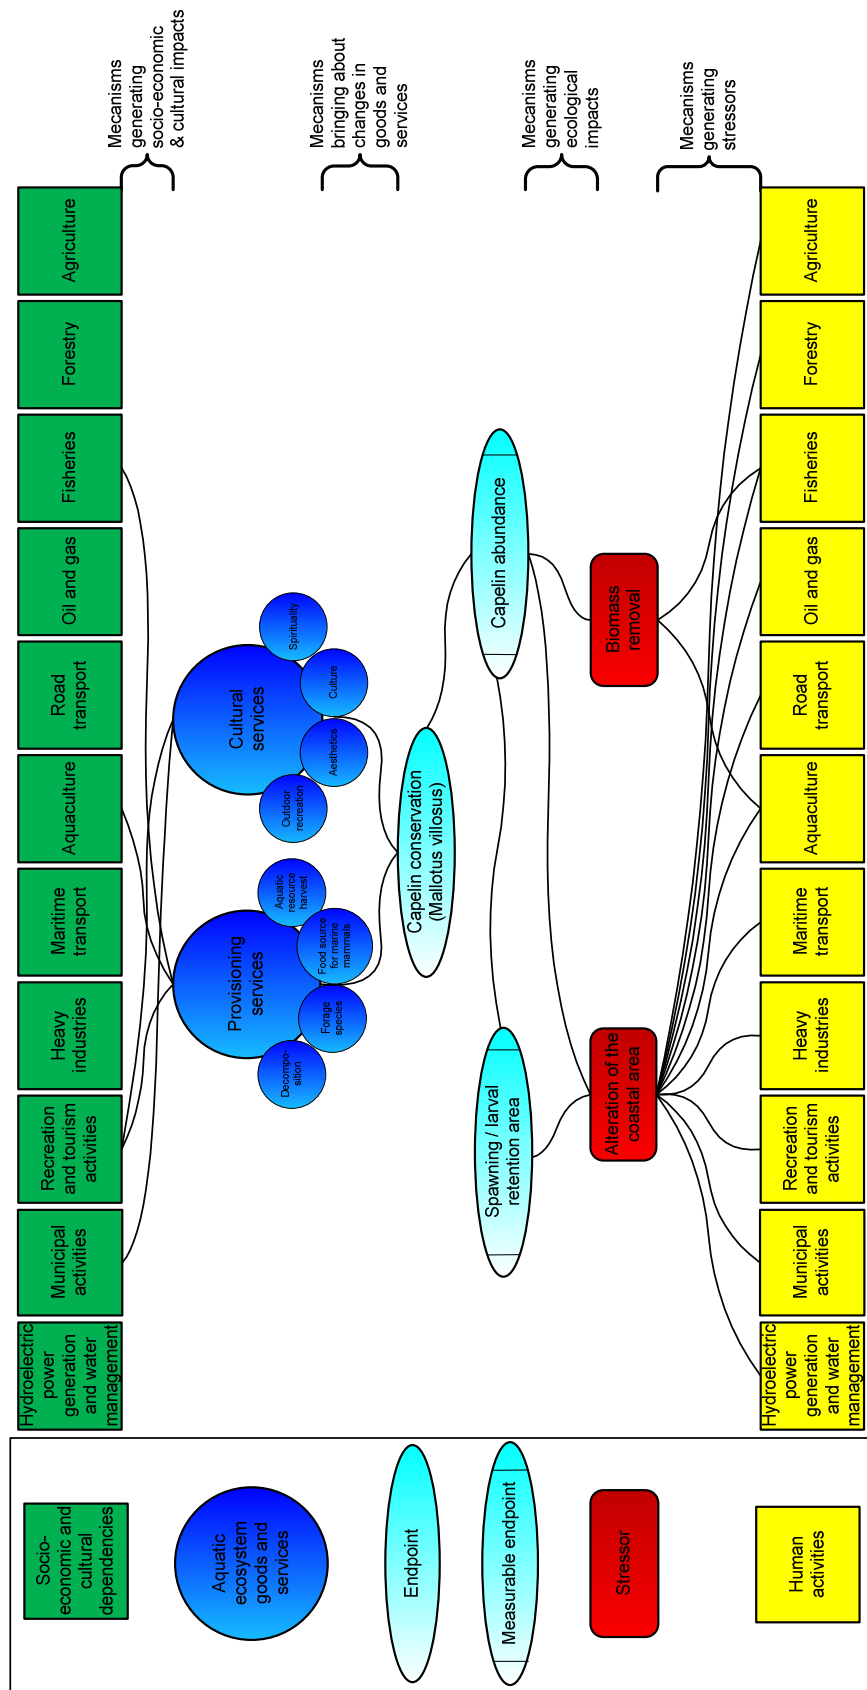 Socio-
economic and
cultural
dependencies
Hydroelectric
power
generation and water
management
Municipal
activities
Recreation
and tourism
activities
Heavy
industries
Maritime
transport
Aquaculture
Road
transport
Oil and gas
Fisheries
Forestry
Agriculture
Mecanisms
generating
socio-economic
& cultural impacts
Aquatic
ecosystem
goods and
services
Provisioning
services
Decompo-
sition
Forage
species
Food source
for marine
mammals
Aquatic
resource
harvest
Cultural
services
Outdoor
recreation
Aesthetics
Culture
Spirituality
Mecanisms
bringing about
changes in
goods and
services
Endpoint
Capelin conservation
(Mallotus villosus)
Measurable endpoint
Spawning / larval
retention area
Capelin abundance
Mecanisms
generating
ecological
impacts
Stressor
Alteration of the
coastal area
Biomass
removal
Mecanisms
generating
stressors
Human
activities
Hydroelectric
power
generation and water
management
Municipal
activities
Recreation
and tourism
activities
Heavy
industries
Maritime
transport
Aquaculture
Road
transport
Oil and gas
Fisheries
Forestry
Agriculture